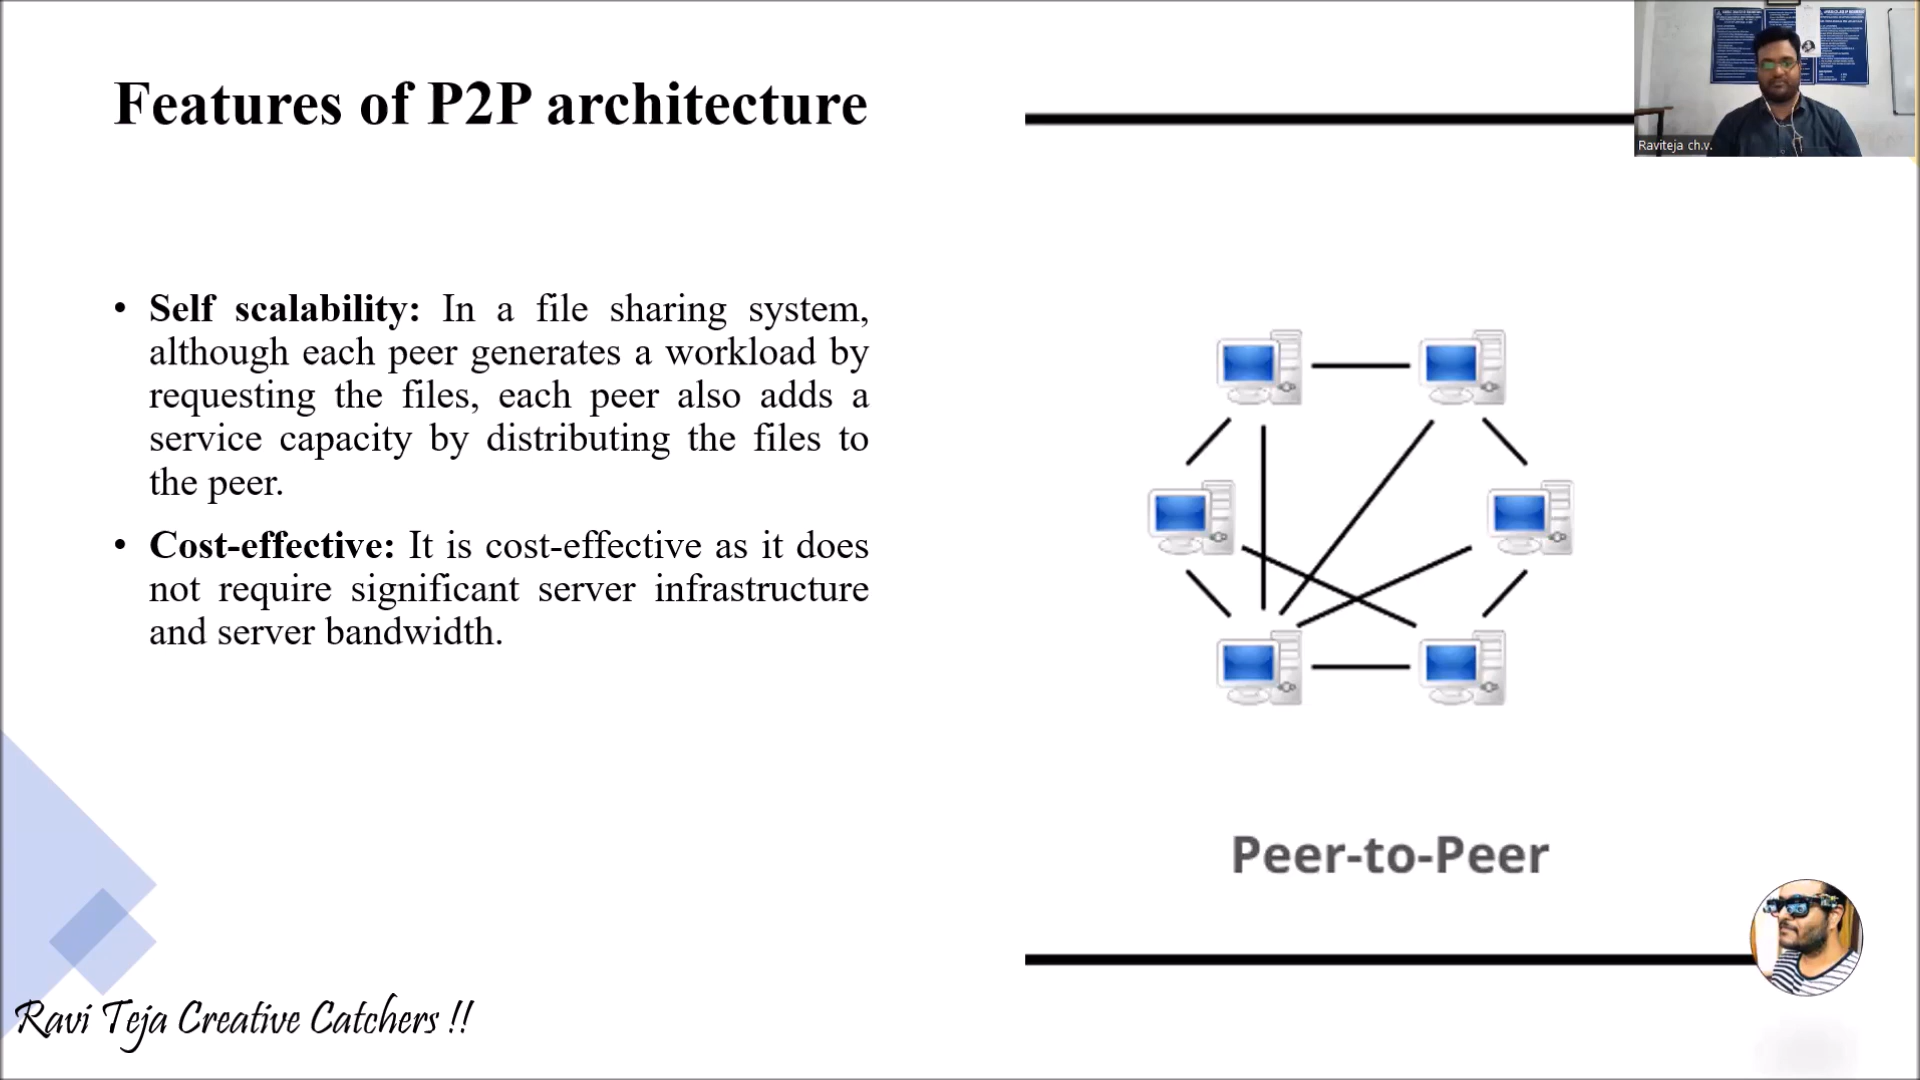 Features of P2P architecture
Raviteja ch.v.
• Self scalability: In a file sharing system,
although each peer generates a workload by
requesting the files, each peer also adds a
service capacity by distributing the files to
the peer.
• Cost-effective: It is cost-effective as it does
not require significant server infrastructure
and server bandwidth.
Peer-to-Peer
Ravi Teja Creative Catchers !!